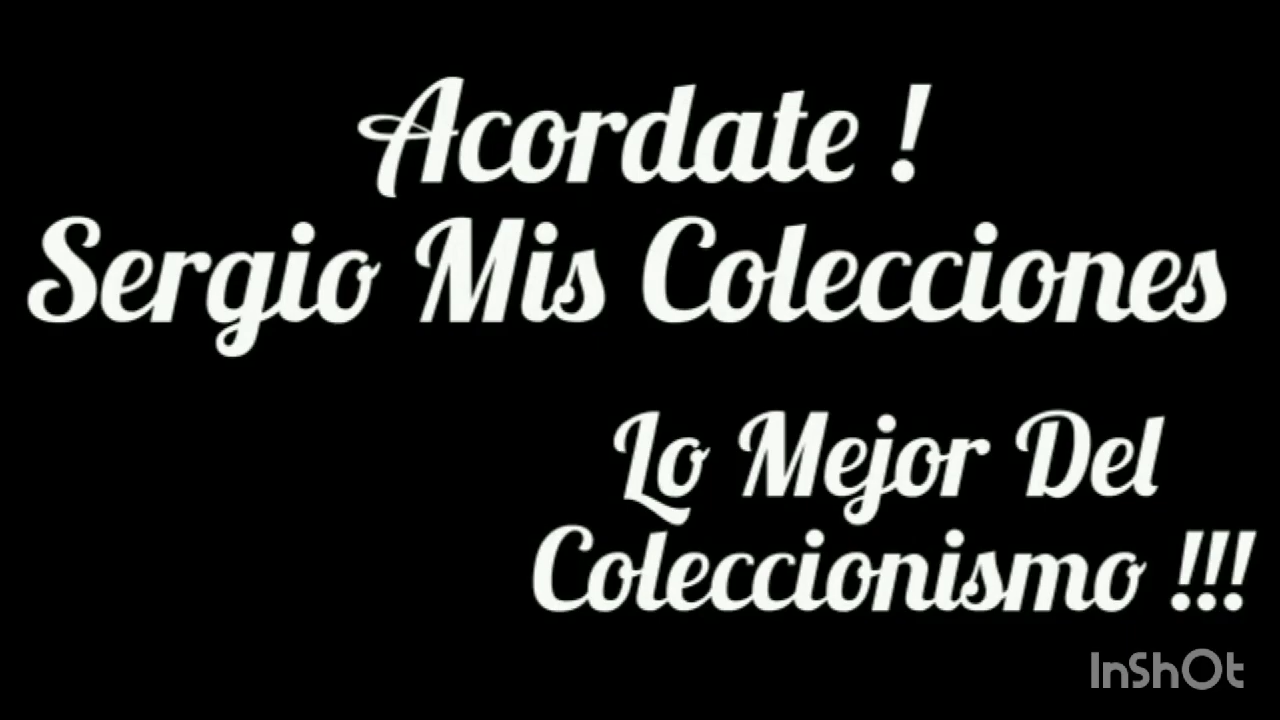 Acordate !
Sergio Mis Colecciones
Lo Mejor Del
Coleccionismo !!!
InShOt